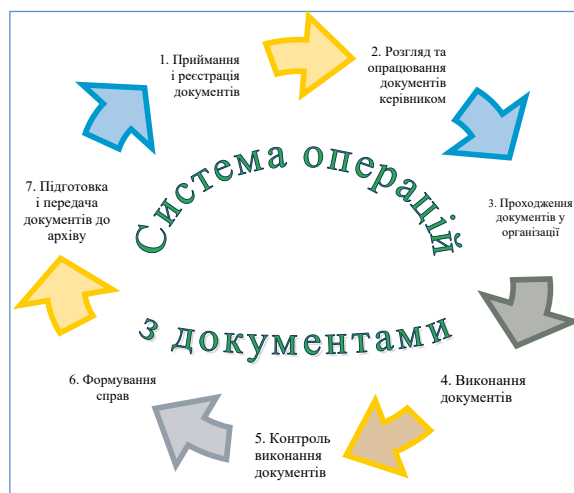 1. Приймання
і реєстрація
документів
2. Розгляд та
опрацювання
документів
керівником
Система операцій
3. Проходження
документів у
організації
з документами
4. Виконання
документів
5. Контроль
виконання
документів
6. Формування
справ
7. Підготовка
і передача
документів до
архіву